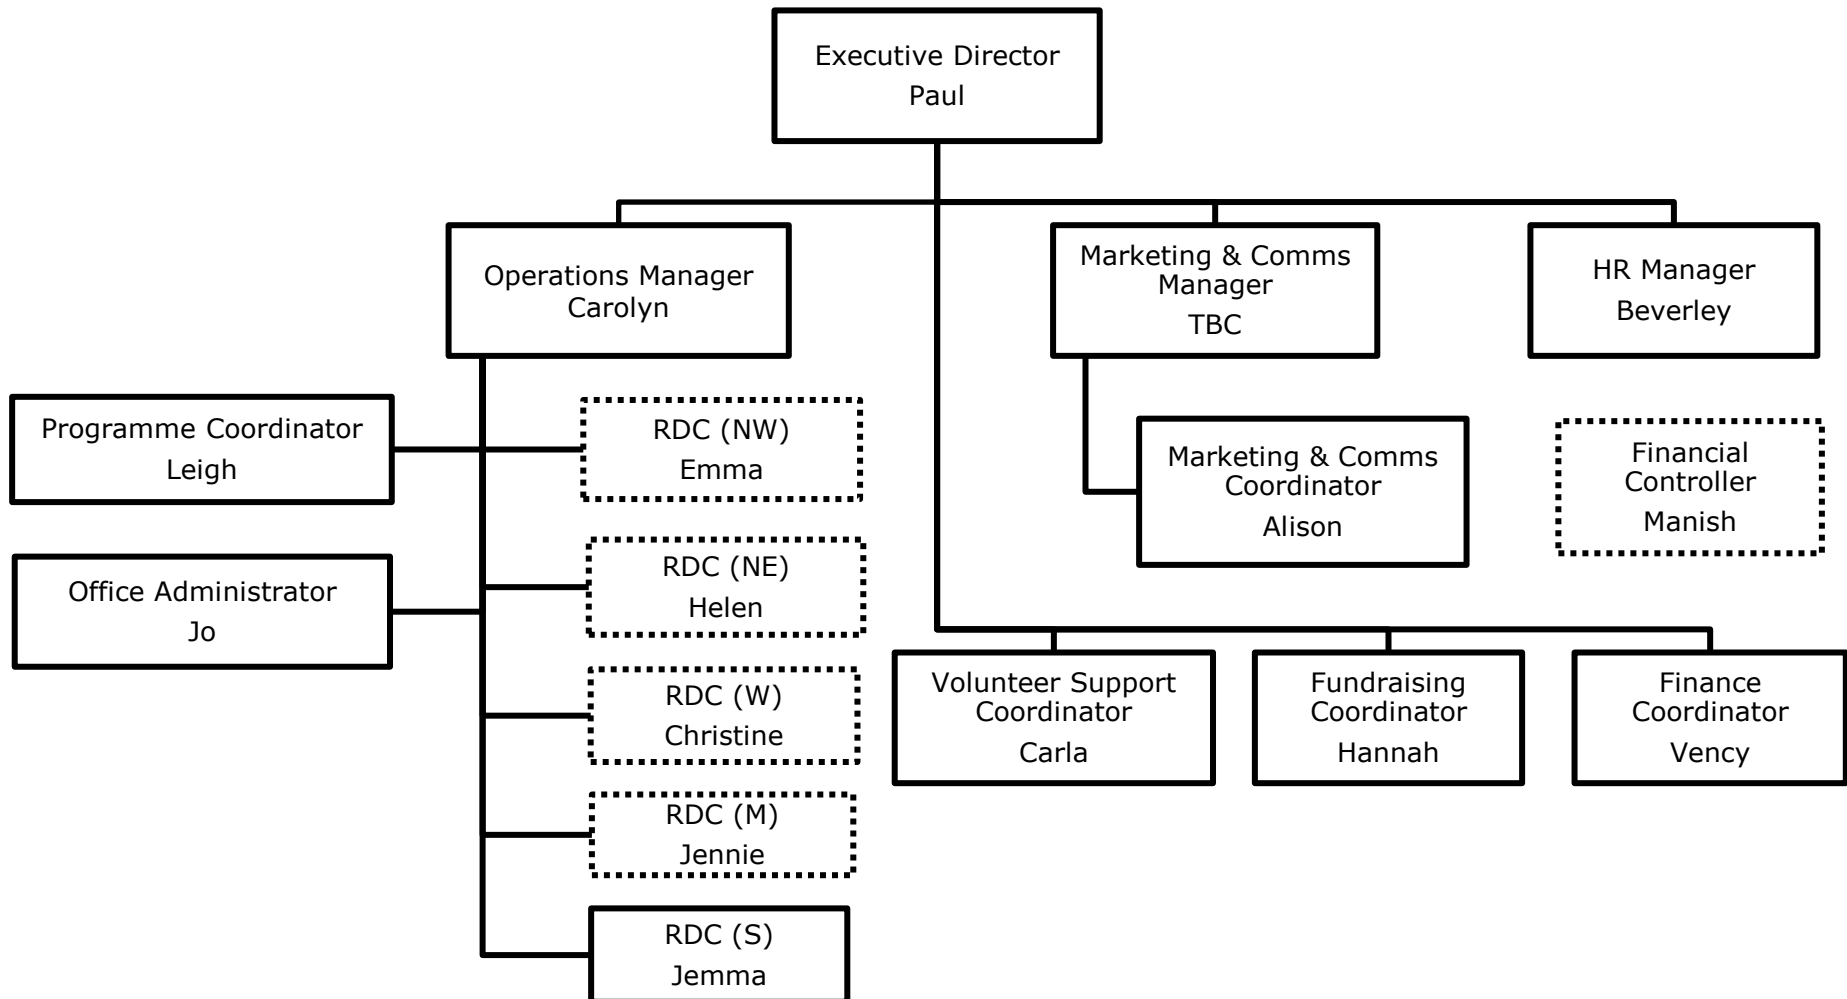 Executive Director
Paul
Operations Manager
Carolyn
Marketing & Comms
Manager
TBC
HR Manager
Beverley
Programme Coordinator
Leigh
RDC (NW)
Emma
Marketing & Comms
Coordinator
Alison
Financial
Controller
Manish
Office Administrator
Jo
RDC (NE)
Helen
RDC (W)
Christine
Volunteer Support
Coordinator
Carla
Fundraising
Coordinator
Hannah
Finance
Coordinator
Vency
RDC (M)
Jennie
RDC (S)
Jemma